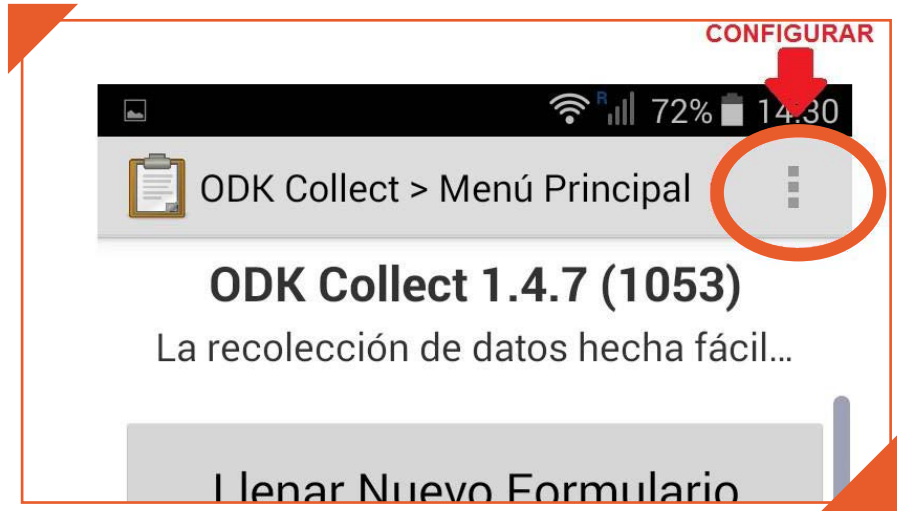 CONFIGURAR
R 72% 14:30
ODK Collect > Menú Principal
ODK Collect 1.4.7 (1053)
La recolección de datos hecha fácil...
Llenar Nuevo Formulario